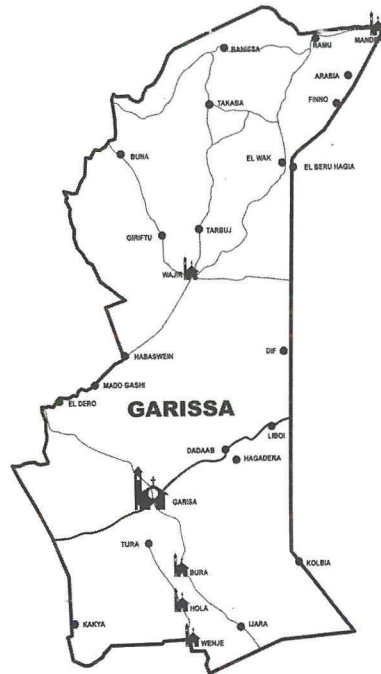 MANDE
RAMU
BANISSA
ARABIA
FINNO
TAKABA
BUNA
EL WAK
EL BERU HAGIA
GIRIFTU
TARBUJ
WAJIR
HABASWEIN
DIF
MADO GASHI
EL DERO
GARISSA
LIBOI
DADAAB
HAGADERA
GARISA
TURA
BURA
KOLBIA
HOLA
KAKYA
IJARA
WENJE